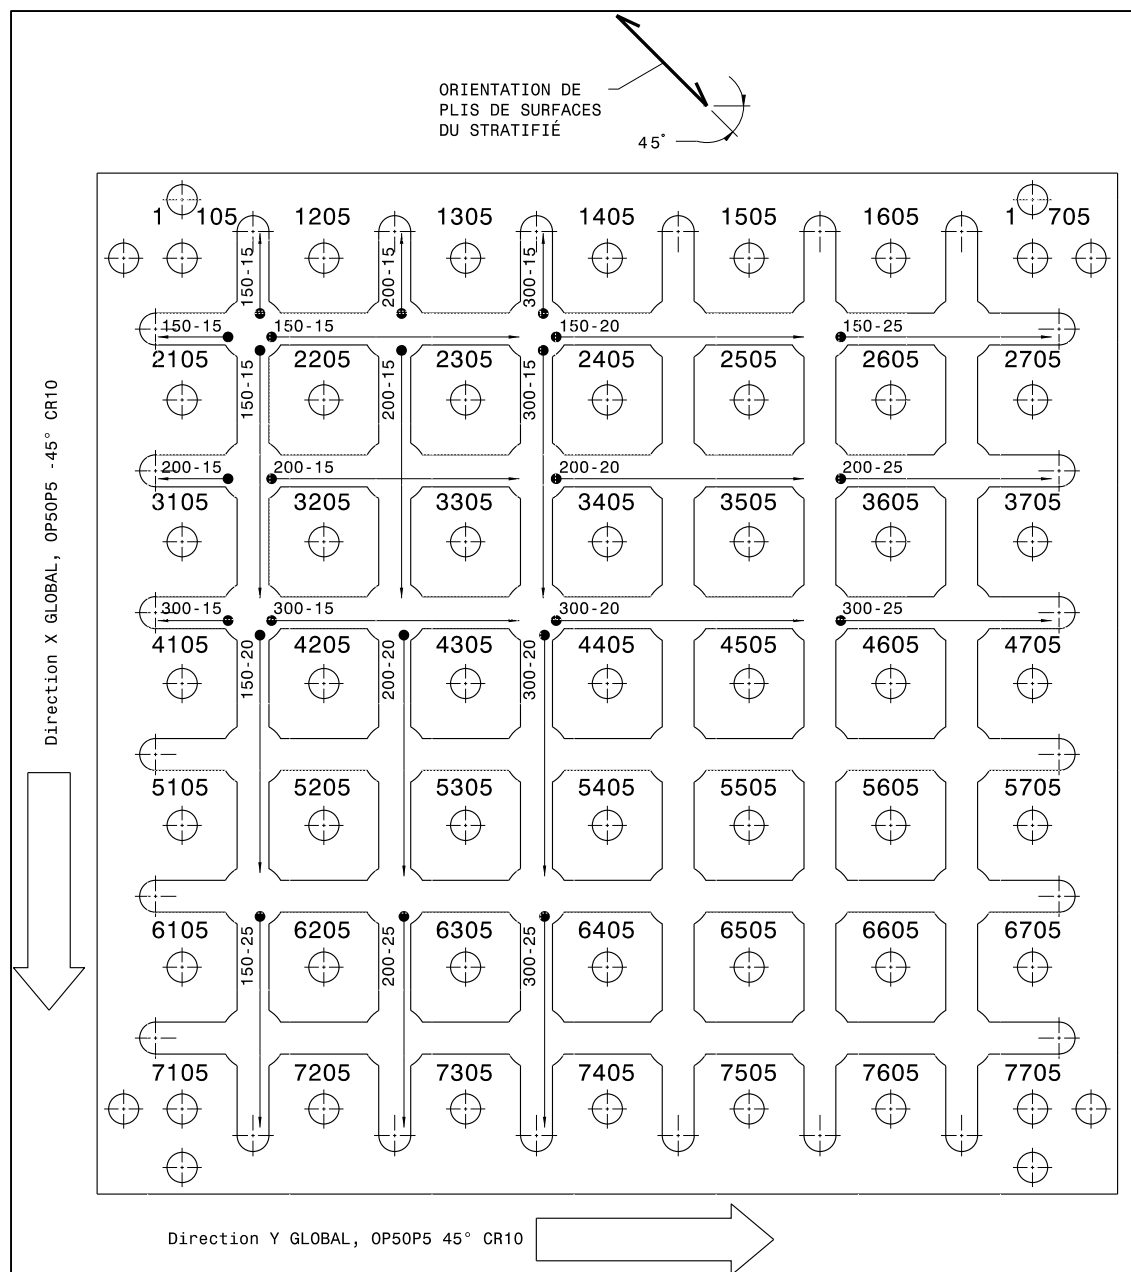 ORIENTATION DE
PLIS DE SURFACES
DU STRATIFIÉ
45°
1 105 1205 1305 1405 1505 1605 1 705
150-15 200-15 300-15
150-15 150-15 150-20 150-25
2105 2205 2305 2405 2505 2605 2705
150-15 200-15 300-15
200-15 200-15 200-20 200-25
3105 3205 3305 3405 3505 3605 3705
300-15 300-15 300-20 300-25
4105 4205 4305 4405 4505 4605 4705
150-20 200-20 300-20
5105 5205 5305 5405 5505 5605 5705
6105 6205 6305 6405 6505 6605 6705
150-25 200-25 300-25
7105 7205 7305 7405 7505 7605 7705
Direction X GLOBAL, OP50P5 -45° CR10
Direction Y GLOBAL, OP50P5 45° CR10